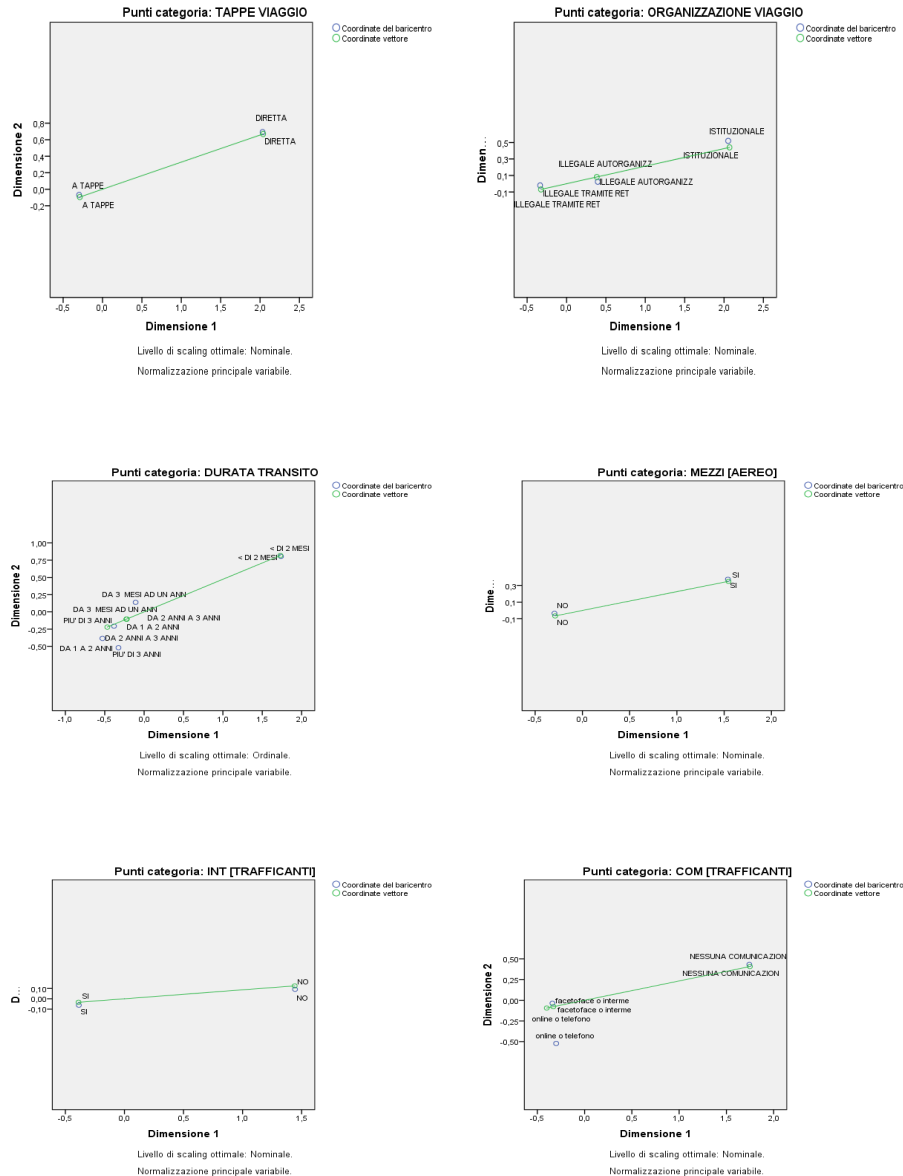 Punti categoria: TAPPE VIAGGIO
Coordinate del baricentro
Coordinate vettore
Dimensione 2
0,8
0,6
0,4
0,2
0,0
-0,2
DIRETTA
DIRETTA
A TAPPE
A TAPPE
-0,5 0,0 0,5 1,0 1,5 2,0 2,5
Dimensione 1
Livello di scaling ottimale: Nominale.
Normalizzazione principale variabile.
Punti categoria: ORGANIZZAZIONE VIAGGIO
Coordinate del baricentro
Coordinate vettore
Dimen...
0,5
0,3
0,1
-0,1
ISTITUZIONALE
ISTITUZIONALE
ILLEGALE AUTORGANIZZ
ILLEGALE AUTORGANIZZ
ILLEGALE TRAMITE RET
ILLEGALE TRAMITE RET
-0,5 0,0 0,5 1,0 1,5 2,0 2,5
Dimensione 1
Livello di scaling ottimale: Nominale.
Normalizzazione principale variabile.
Punti categoria: DURATA TRANSITO
Coordinate del baricentro
Coordinate vettore
Dimensione 2
1,00
0,75
0,50
0,25
0,00
-0,25
-0,50
< DI 2 MESI
< DI 2 MESI
DA 3 MESI AD UN ANN
DA 3 MESI AD UN ANN
PIU' DI 3 ANNI
DA 2 ANNI A 3 ANNI
DA 1 A 2 ANNI
DA 2 ANNI A 3 ANNI
DA 1 A 2 ANNI
PIU' DI 3 ANNI
-1,0 -0,5 0,0 0,5 1,0 1,5 2,0
Dimensione 1
Livello di scaling ottimale: Ordinale.
Normalizzazione principale variabile.
Punti categoria: MEZZI [AEREO]
Coordinate del baricentro
Coordinate vettore
Dime...
0,3
0,1
-0,1
SI
SI
NO
NO
-0,5 0,0 0,5 1,0 1,5 2,0
Dimensione 1
Livello di scaling ottimale: Nominale.
Normalizzazione principale variabile.
Punti categoria: INT [TRAFFICANTI]
Coordinate del baricentro
Coordinate vettore
D...
0,10
0,00
-0,10
NO
NO
SI
SI
-0,5 0,0 0,5 1,0 1,5
Dimensione 1
Livello di scaling ottimale: Nominale.
Normalizzazione principale variabile.
Punti categoria: COM [TRAFFICANTI]
Coordinate del baricentro
Coordinate vettore
Dimensione 2
0,50
0,25
0,00
-0,25
-0,50
NESSUNA COMUNICAZION
NESSUNA COMUNICAZION
facetoface o interme
facetoface o interme
online o telefono
online o telefono
-0,5 0,0 0,5 1,0 1,5 2,0
Dimensione 1
Livello di scaling ottimale: Nominale.
Normalizzazione principale variabile.